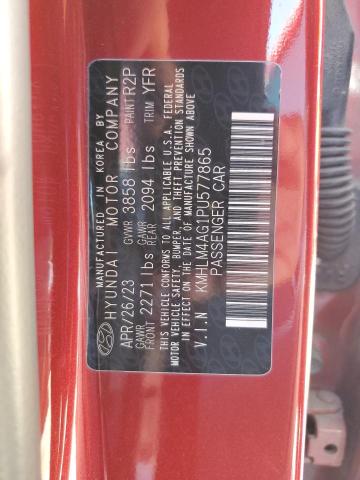 MANUFACTURED IN KOREA BY
HYUNDAI MOTOR COMPANY
APR/26/23 GVWR 3858 lbs PAINT R2P
GAWR FRONT 2271 lbs GAWR REAR 2094 lbs TRIM YFR
THIS VEHICLE CONFORMS TO ALL APPLICABLE U.S.A. FEDERAL
MOTOR VEHICLE SAFETY, BUMPER, AND THEFT PREVENTION STANDARDS
IN EFFECT ON THE DATE OF MANUFACTURE SHOWN ABOVE.
V.I.N KMHLM4AG1PU577865
PASSENGER CAR